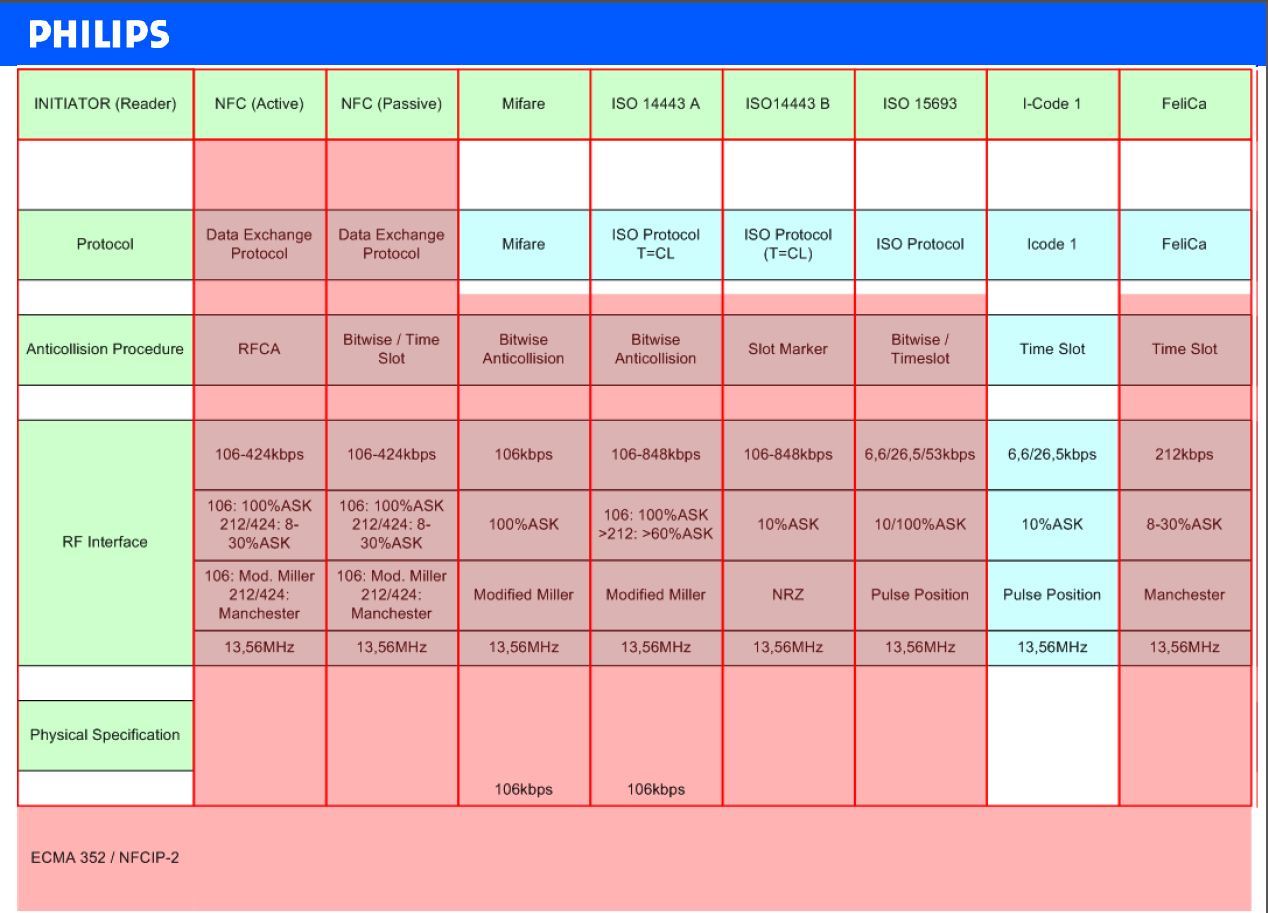 PHILIPS
INITIATOR (Reader) NFC (Active) NFC (Passive) Mifare ISO 14443 A ISO14443 B ISO 15693 I-Code 1 FeliCa
Protocol
Data Exchange
Protocol
Data Exchange
Protocol
Mifare
ISO Protocol
T=CL
ISO Protocol
(T=CL)
ISO Protocol
Icode 1
FeliCa
Anticollision Procedure
RFCA
Bitwise / Time
Slot
Bitwise
Anticollision
Bitwise
Anticollision
Slot Marker
Bitwise /
Timeslot
Time Slot
Time Slot
RF Interface
106-424kbps
106-424kbps
106kbps
106-848kbps
106-848kbps
6,6/26,5/53kbps
6,6/26,5kbps
212kbps
106: 100%ASK
212/424: 8-
30%ASK
106: 100%ASK
212/424: 8-
30%ASK
100%ASK
106: 100%ASK
>212: >60%ASK
10%ASK
10/100%ASK
10%ASK
8-30%ASK
106: Mod. Miller
212/424:
Manchester
106: Mod. Miller
212/424:
Manchester
Modified Miller
Modified Miller
NRZ
Pulse Position
Pulse Position
Manchester
13,56MHz
13,56MHz
13,56MHz
13,56MHz
13,56MHz
13,56MHz
13,56MHz
13,56MHz
Physical Specification
106kbps
106kbps
ECMA 352 / NFCIP-2